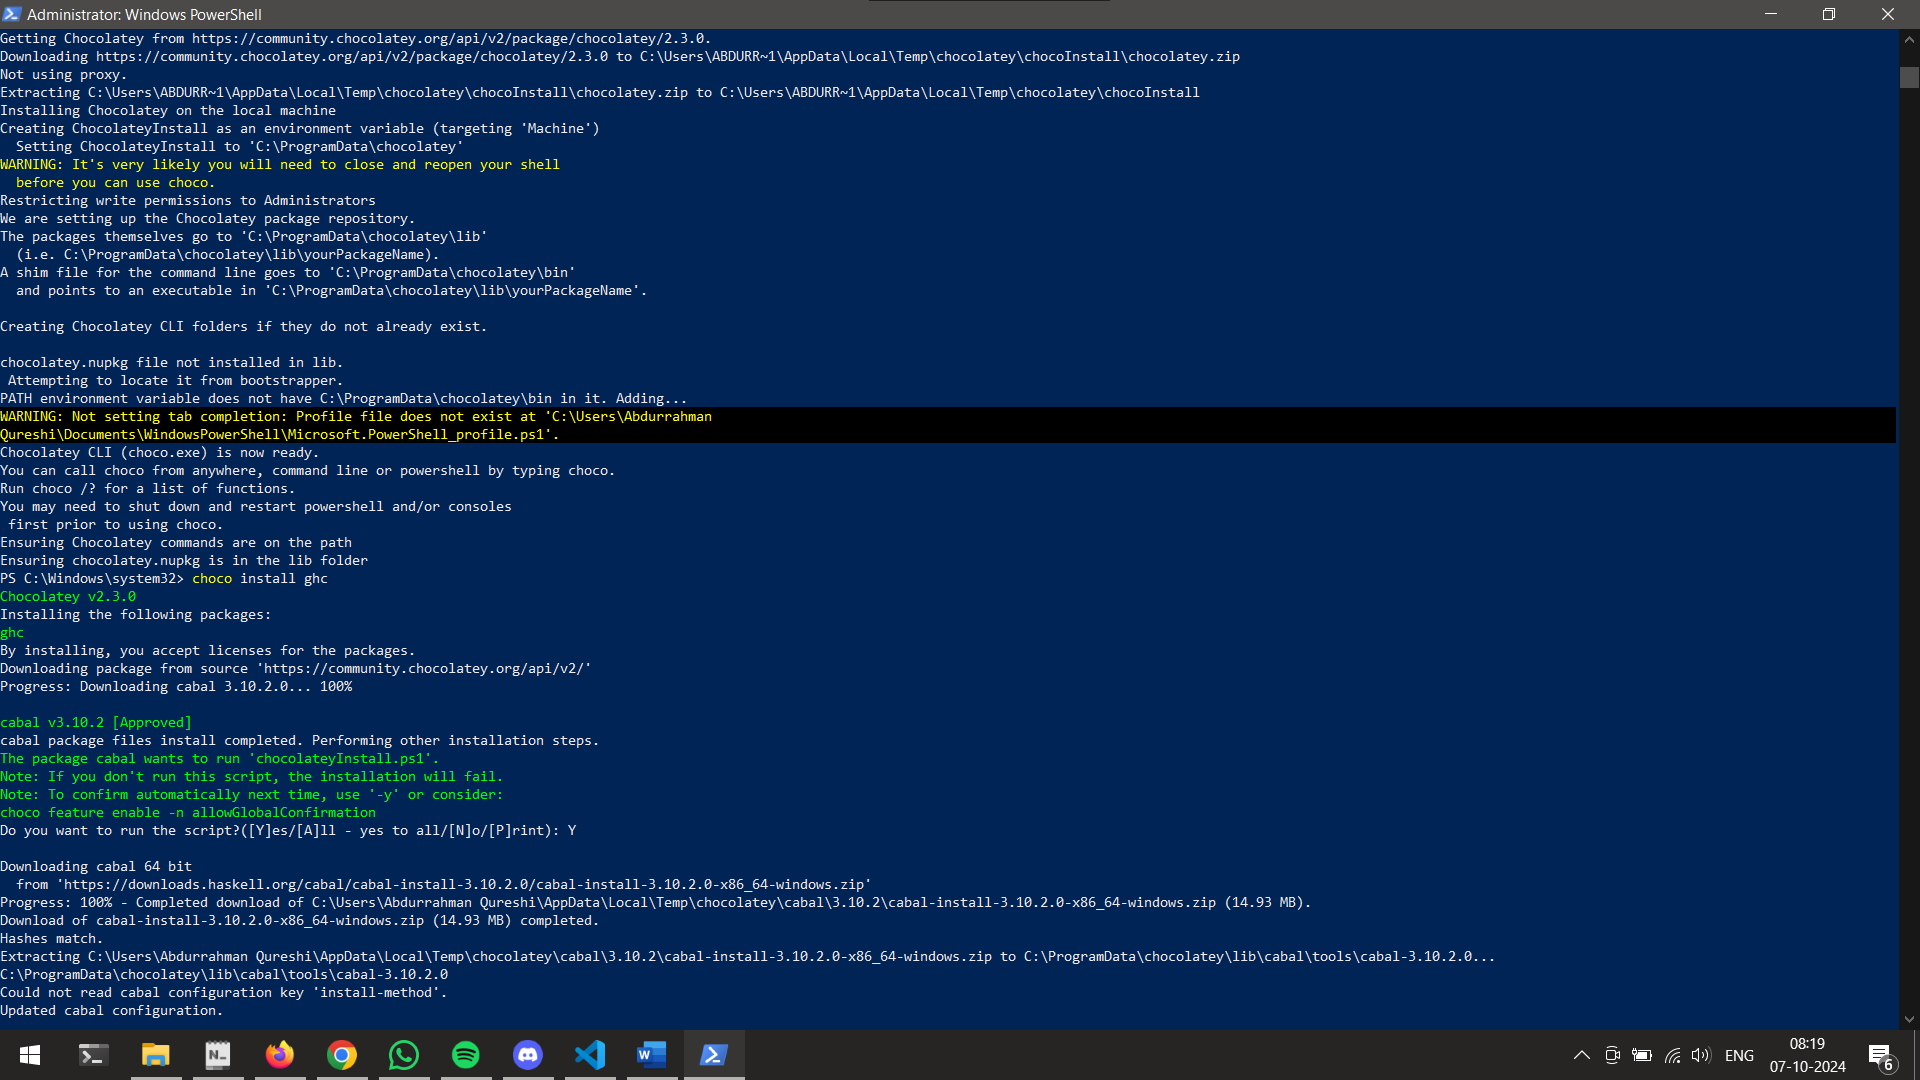 Administrator: Windows PowerShell
Getting Chocolatey from https://community.chocolatey.org/api/v2/package/chocolatey/2.3.0.
Downloading https://community.chocolatey.org/api/v2/package/chocolatey/2.3.0 to C:\Users\ABDURR~1\AppData\Local\Temp\chocolatey\chocoInstall\chocolatey.zip
Not using proxy.
Extracting C:\Users\ABDURR~1\AppData\Local\Temp\chocolatey\chocoInstall\chocolatey.zip to C:\Users\ABDURR~1\AppData\Local\Temp\chocolatey\chocoInstall
Installing Chocolatey on the local machine
Creating ChocolateyInstall as an environment variable (targeting 'Machine')
  Setting ChocolateyInstall to 'C:\ProgramData\chocolatey'
WARNING: It's very likely you will need to close and reopen your shell
  before you can use choco.
Restricting write permissions to Administrators
We are setting up the Chocolatey package repository.
The packages themselves go to 'C:\ProgramData\chocolatey\lib'
  (i.e. C:\ProgramData\chocolatey\lib\yourPackageName).
A shim file for the command line goes to 'C:\ProgramData\chocolatey\bin'
  and points to an executable in 'C:\ProgramData\chocolatey\lib\yourPackageName'.
Creating Chocolatey CLI folders if they do not already exist.
chocolatey.nupkg file not installed in lib.
 Attempting to locate it from bootstrapper.
PATH environment variable does not have C:\ProgramData\chocolatey\bin in it. Adding...
WARNING: Not setting tab completion: Profile file does not exist at 'C:\Users\Abdurrahman
Qureshi\Documents\WindowsPowerShell\Microsoft.PowerShell_profile.ps1'.
Chocolatey CLI (choco.exe) is now ready.
You can call choco from anywhere, command line or powershell by typing choco.
Run choco /? for a list of functions.
You may need to shut down and restart powershell and/or consoles
 first prior to using choco.
Ensuring Chocolatey commands are on the path
Ensuring chocolatey.nupkg is in the lib folder
PS C:\Windows\system32> choco install ghc
Chocolatey v2.3.0
Installing the following packages:
ghc
By installing, you accept licenses for the packages.
Downloading package from source 'https://community.chocolatey.org/api/v2/'
Progress: Downloading cabal 3.10.2.0... 100%
cabal v3.10.2 [Approved]
cabal package files install completed. Performing other installation steps.
The package cabal wants to run 'chocolateyInstall.ps1'.
Note: If you don't run this script, the installation will fail.
Note: To confirm automatically next time, use '-y' or consider:
choco feature enable -n allowGlobalConfirmation
Do you want to run the script?([Y]es/[A]ll - yes to all/[N]o/[P]rint): Y
Downloading cabal 64 bit
  from 'https://downloads.haskell.org/cabal/cabal-install-3.10.2.0/cabal-install-3.10.2.0-x86_64-windows.zip'
Progress: 100% - Completed download of C:\Users\Abdurrahman Qureshi\AppData\Local\Temp\chocolatey\cabal\3.10.2\cabal-install-3.10.2.0-x86_64-windows.zip (14.93 MB).
Download of cabal-install-3.10.2.0-x86_64-windows.zip (14.93 MB) completed.
Hashes match.
Extracting C:\Users\Abdurrahman Qureshi\AppData\Local\Temp\chocolatey\cabal\3.10.2\cabal-install-3.10.2.0-x86_64-windows.zip to C:\ProgramData\chocolatey\lib\cabal\tools\cabal-3.10.2.0...
C:\ProgramData\chocolatey\lib\cabal\tools\cabal-3.10.2.0
Could not read cabal configuration key 'install-method'.
Updated cabal configuration.
ENG
08:19
07-10-2024
6